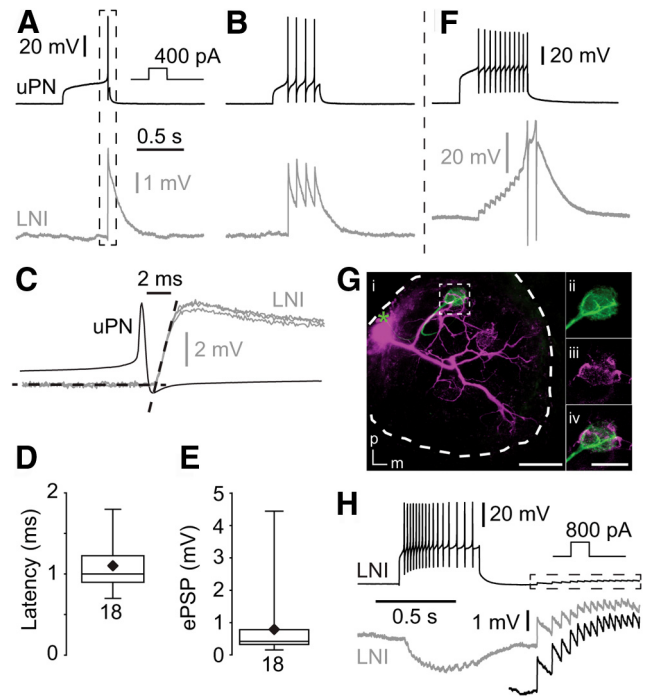 A
B
F
20 mV
400 pA
uPN
0.5 s
1 mV
LNI
20 mV
20 mV
C
2 ms
uPN
LNI
2 mV
G
i
*
p
m
ii
iii
iv
D
Latency (ms)
2
1
0
18
E
ePSP (mV)
5
4
3
2
1
0
18
H
20 mV
800 pA
LNI
0.5 s
1 mV
LNI